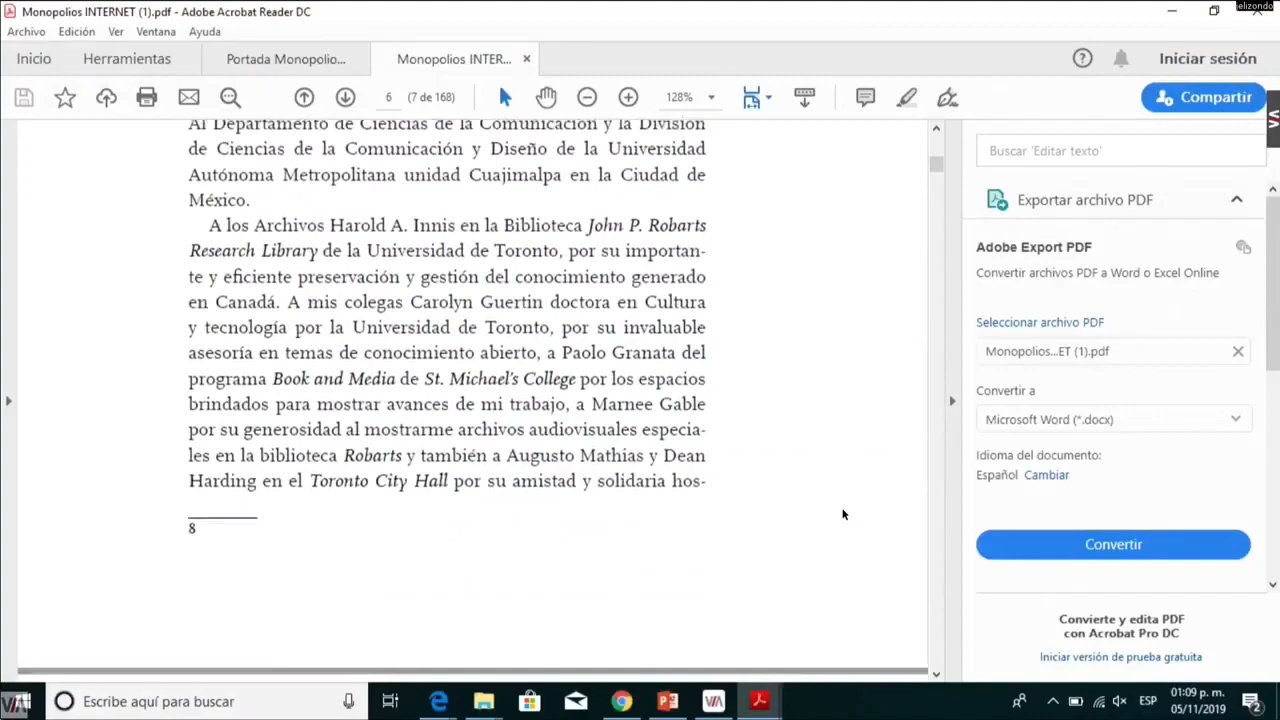 Monopolios INTERNET (1).pdf - Adobe Acrobat Reader DC
elizondo
Archivo Edición Ver Ventana Ayuda
Inicio Herramientas Portada Monopolio... Monopolios INTER... Iniciar sesión
6 (7 de 168) 128% Compartir
Al Departamento de Ciencias de la Comunicación y la División
de Ciencias de la Comunicación y Diseño de la Universidad
Autónoma Metropolitana unidad Cuajimalpa en la Ciudad de
México.
A los Archivos Harold A. Innis en la Biblioteca John P. Robarts
Research Library de la Universidad de Toronto, por su importan-
te y eficiente preservación y gestión del conocimiento generado
en Canadá. A mis colegas Carolyn Guertin doctora en Cultura
y tecnología por la Universidad de Toronto, por su invaluable
asesoría en temas de conocimiento abierto, a Paolo Granata del
programa Book and Media de St. Michael's College por los espacios
brindados para mostrar avances de mi trabajo, a Marnee Gable
por su generosidad al mostrarme archivos audiovisuales especia-
les en la biblioteca Robarts y también a Augusto Mathias y Dean
Harding en el Toronto City Hall por su amistad y solidaria hos-
8
Buscar 'Editar texto'
Exportar archivo PDF
Adobe Export PDF
Convertir archivos PDF a Word o Excel Online
Seleccionar archivo PDF
Monopolios...ET (1).pdf
Convertir a
Microsoft Word (*.docx)
Idioma del documento:
Español Cambiar
Convertir
Convierte y edita PDF
con Acrobat Pro DC
Iniciar versión de prueba gratuita
Escribe aquí para buscar
ESP
01:09 p. m.
05/11/2019
2